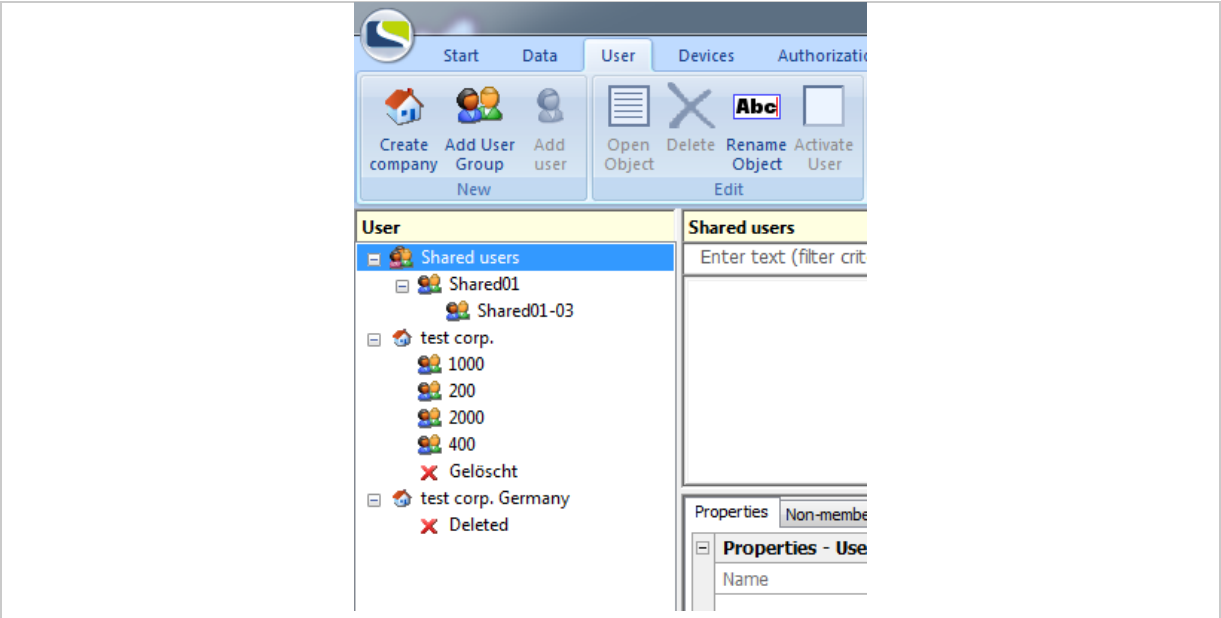 Start Data User Devices Authorizatio
Create company Add User Group Add user Open Object Delete Rename Object Activate User
Abc
New Edit
User
Shared users
Shared01
Shared01-03
test corp.
1000
200
2000
400
Gelöscht
test corp. Germany
Deleted
Shared users
Enter text (filter crit
Properties Non-membe
Properties - Use
Name